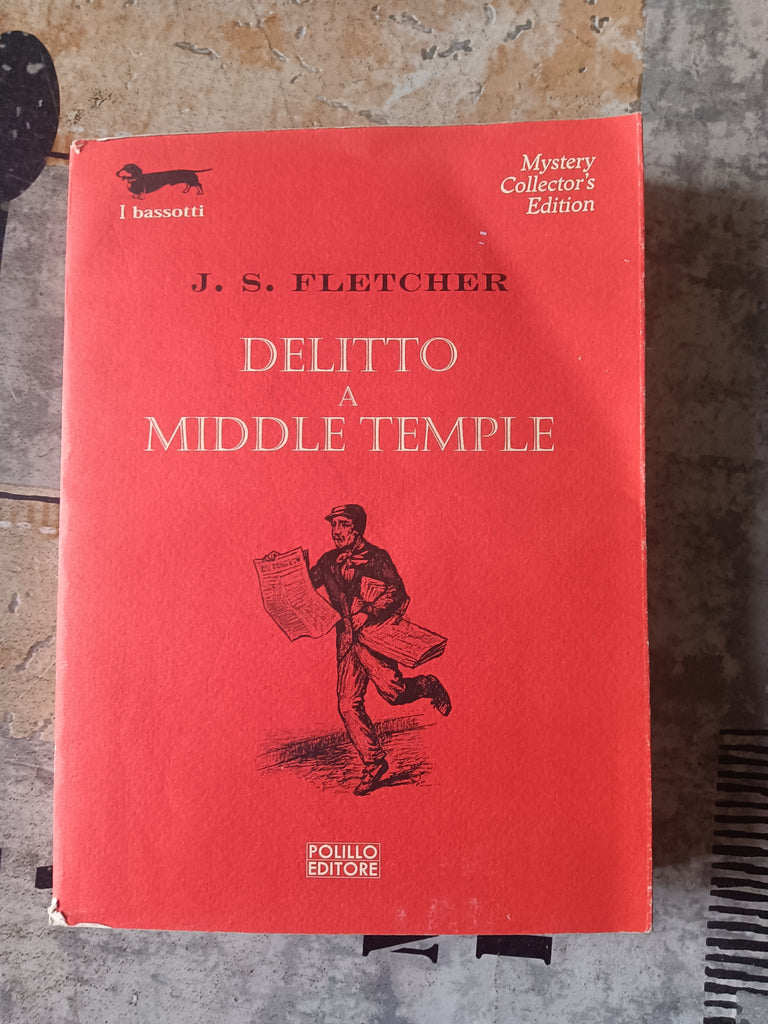 I bassotti
Mystery
Collector's
Edition
J. S. FLETCHER
DELITTO
A
MIDDLE TEMPLE
POLILLO
EDITORE